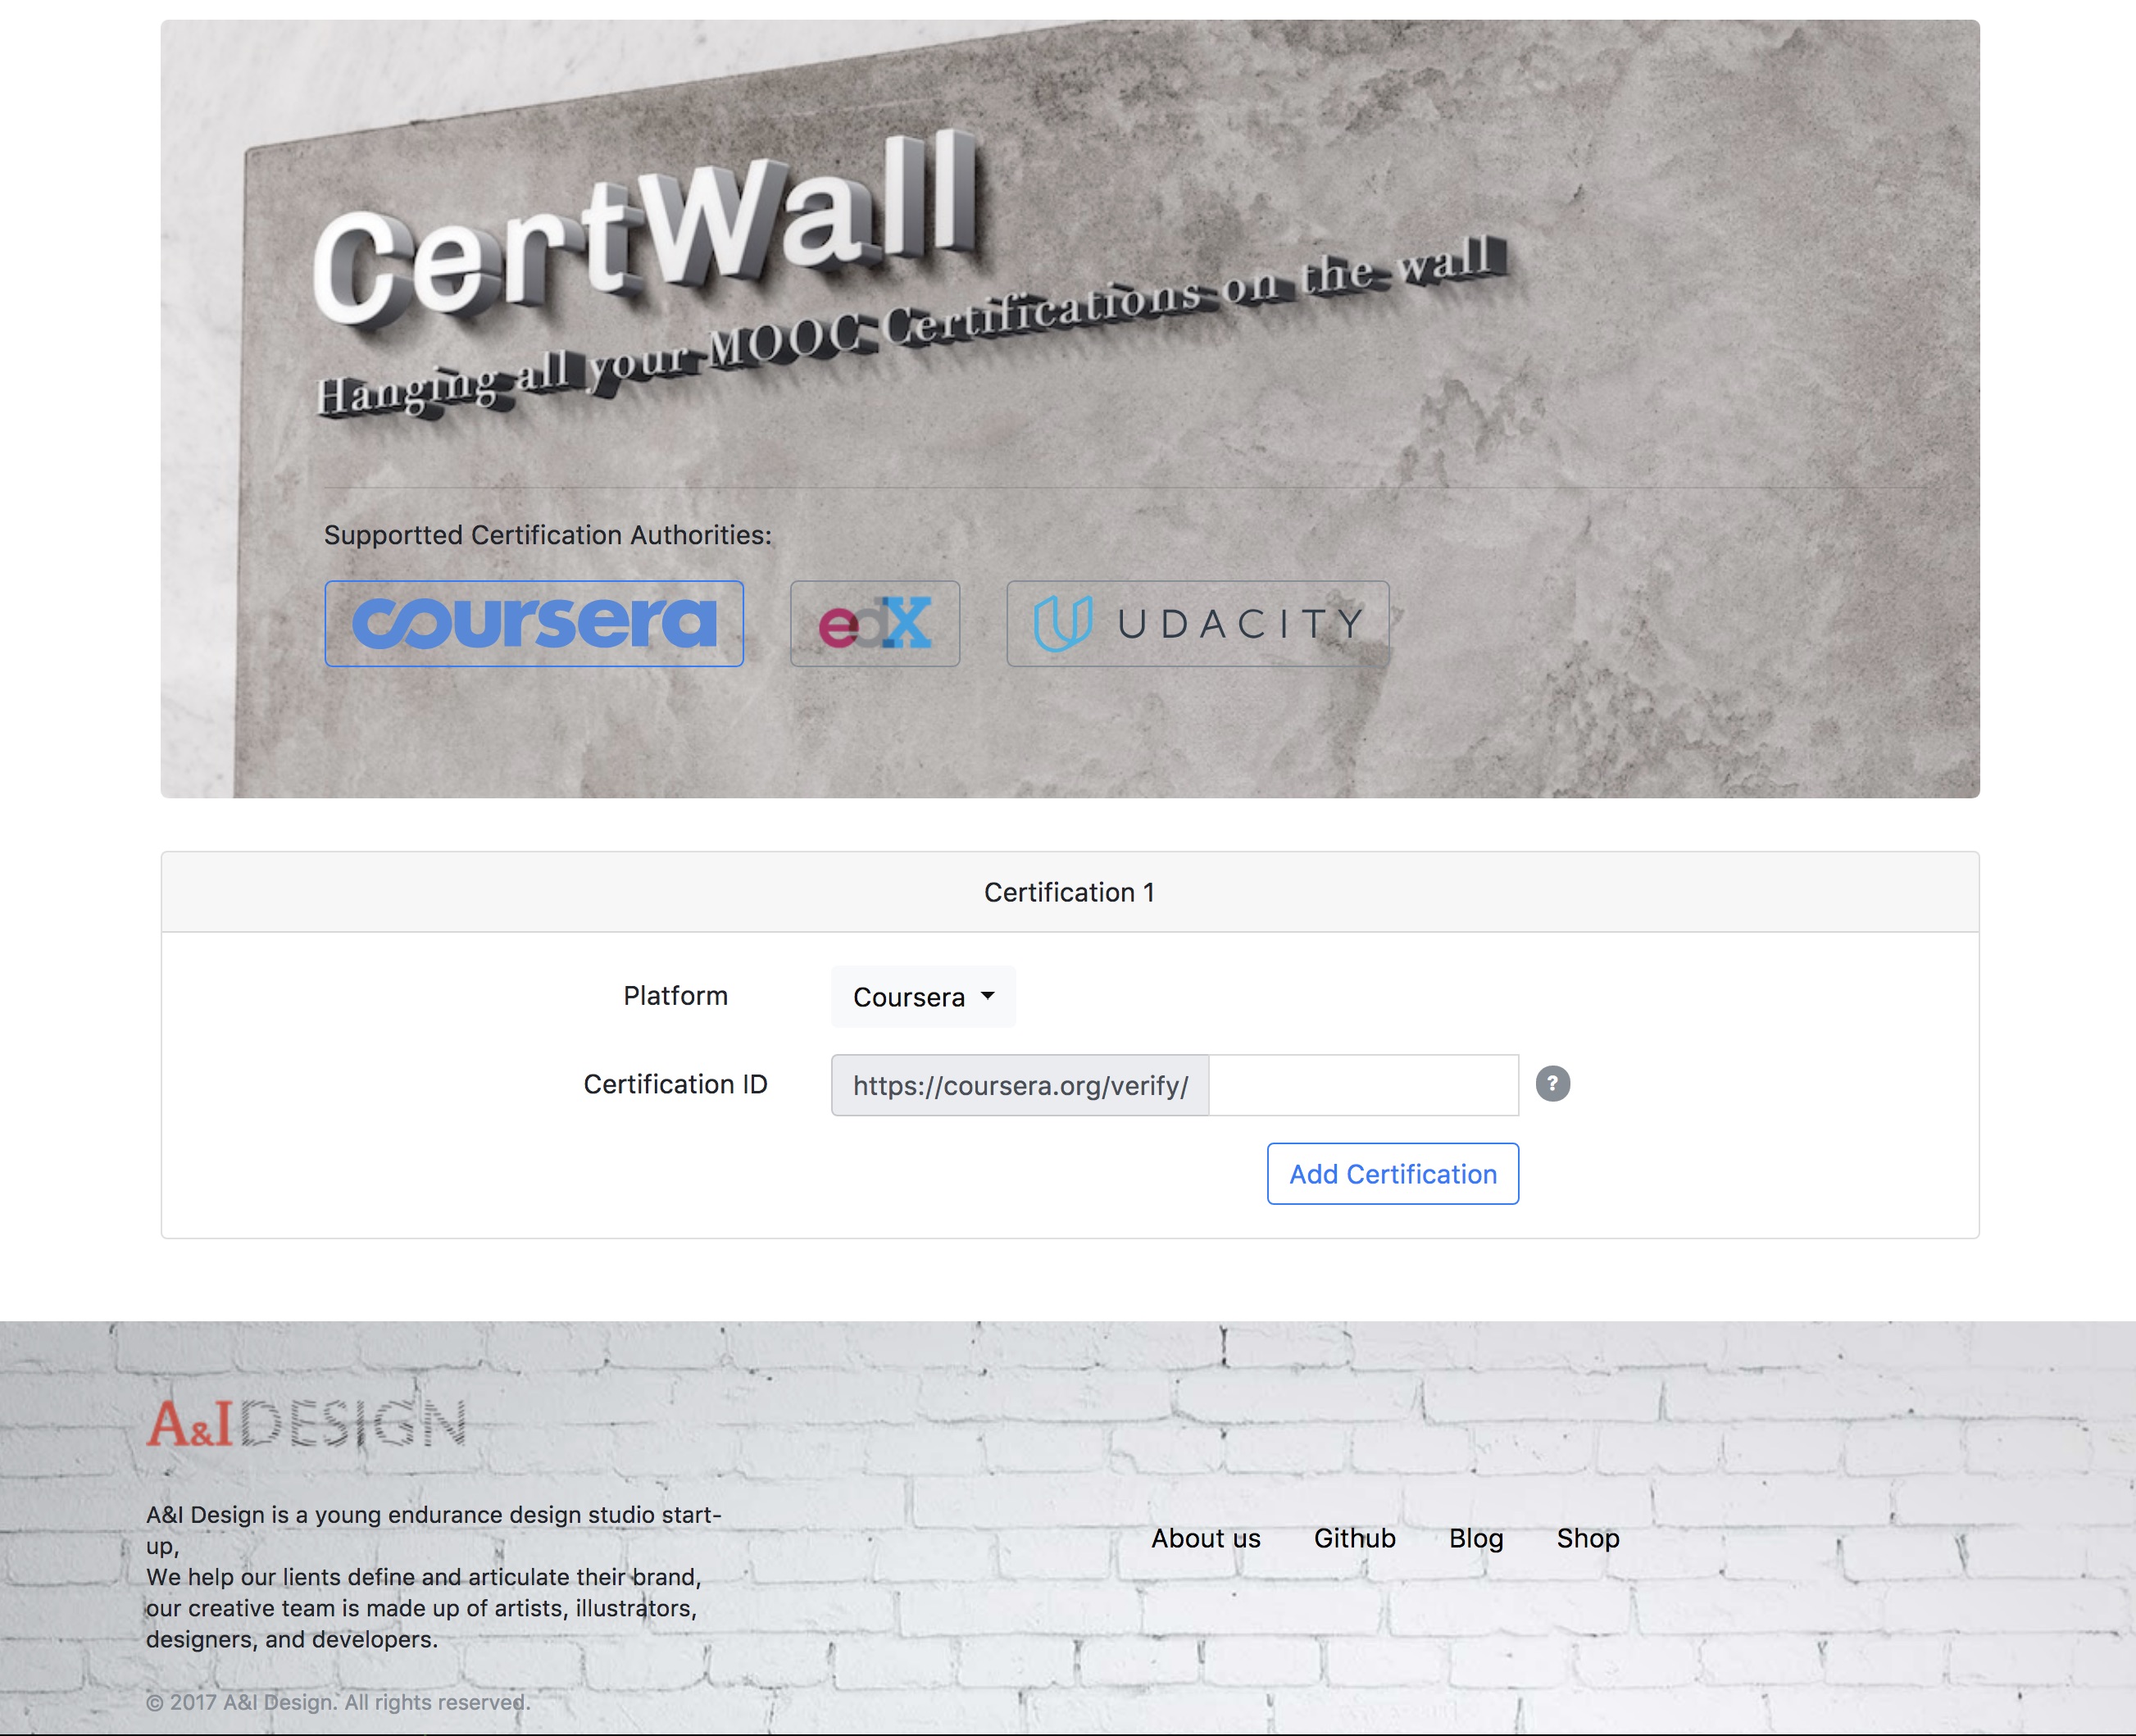 CertWall
Hanging all your MOOC Certifications on the wall
Supportted Certification Authorities:
coursera
edX
UDACITY
Certification 1
Platform
Coursera
Certification ID
https://coursera.org/verify/
?
Add Certification
A&I DESIGN
A&I Design is a young endurance design studio start-
up,
We help our lients define and articulate their brand,
our creative team is made up of artists, illustrators,
designers, and developers.
About us
Github
Blog
Shop
© 2017 A&I Design. All rights reserved.